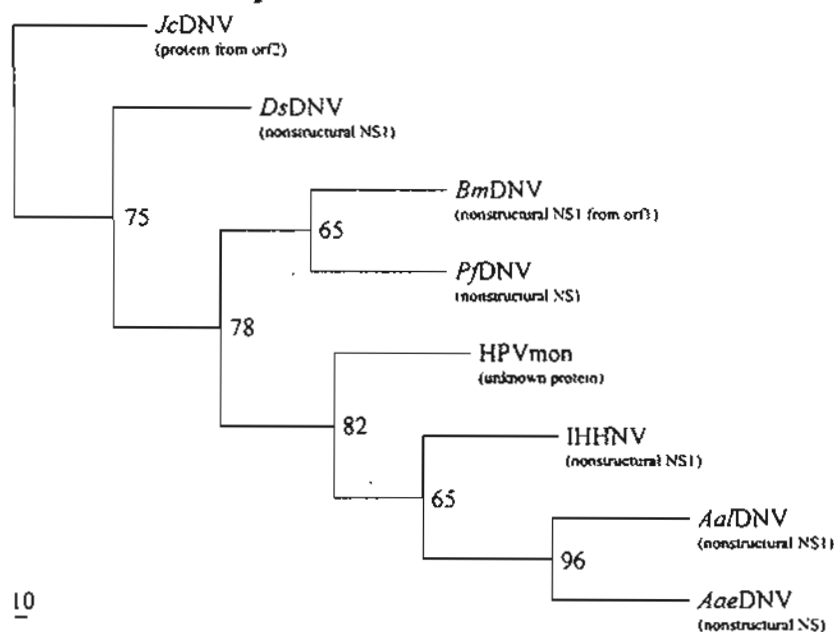 JcDNV
(protein from orf2)
DsDNV
(nonstructural NS1)
BmDNV
(nonstructural NS1 from orf1)
75
65
PfDNV
(nonstructural NS)
78
HPVmon
(unknown protein)
82
IHHNV
(nonstructural NS1)
65
AalDNV
(nonstructural NS1)
96
10
AaeDNV
(nonstructural NS)